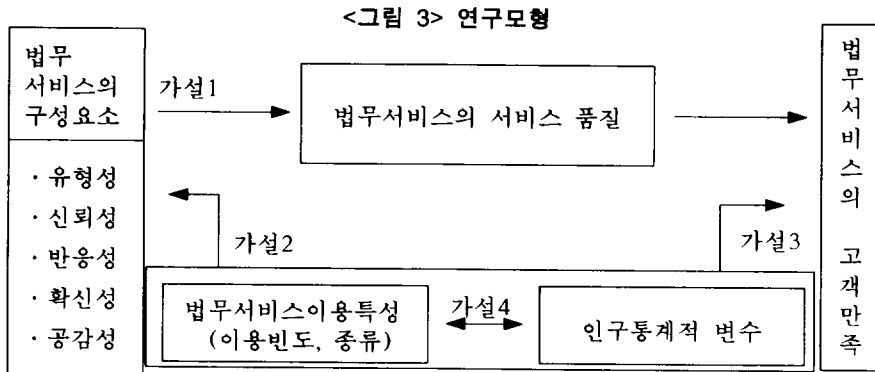 <그림 3> 연구모형
법무
서비스의
구성요소
· 유형성
· 신뢰성
· 반응성
· 확신성
· 공감성
가설1
법무서비스의 서비스 품질
가설2
가설3
법무서비스이용특성
(이용빈도, 종류)
가설4
인구통계적 변수
법무서비스의 고객만족